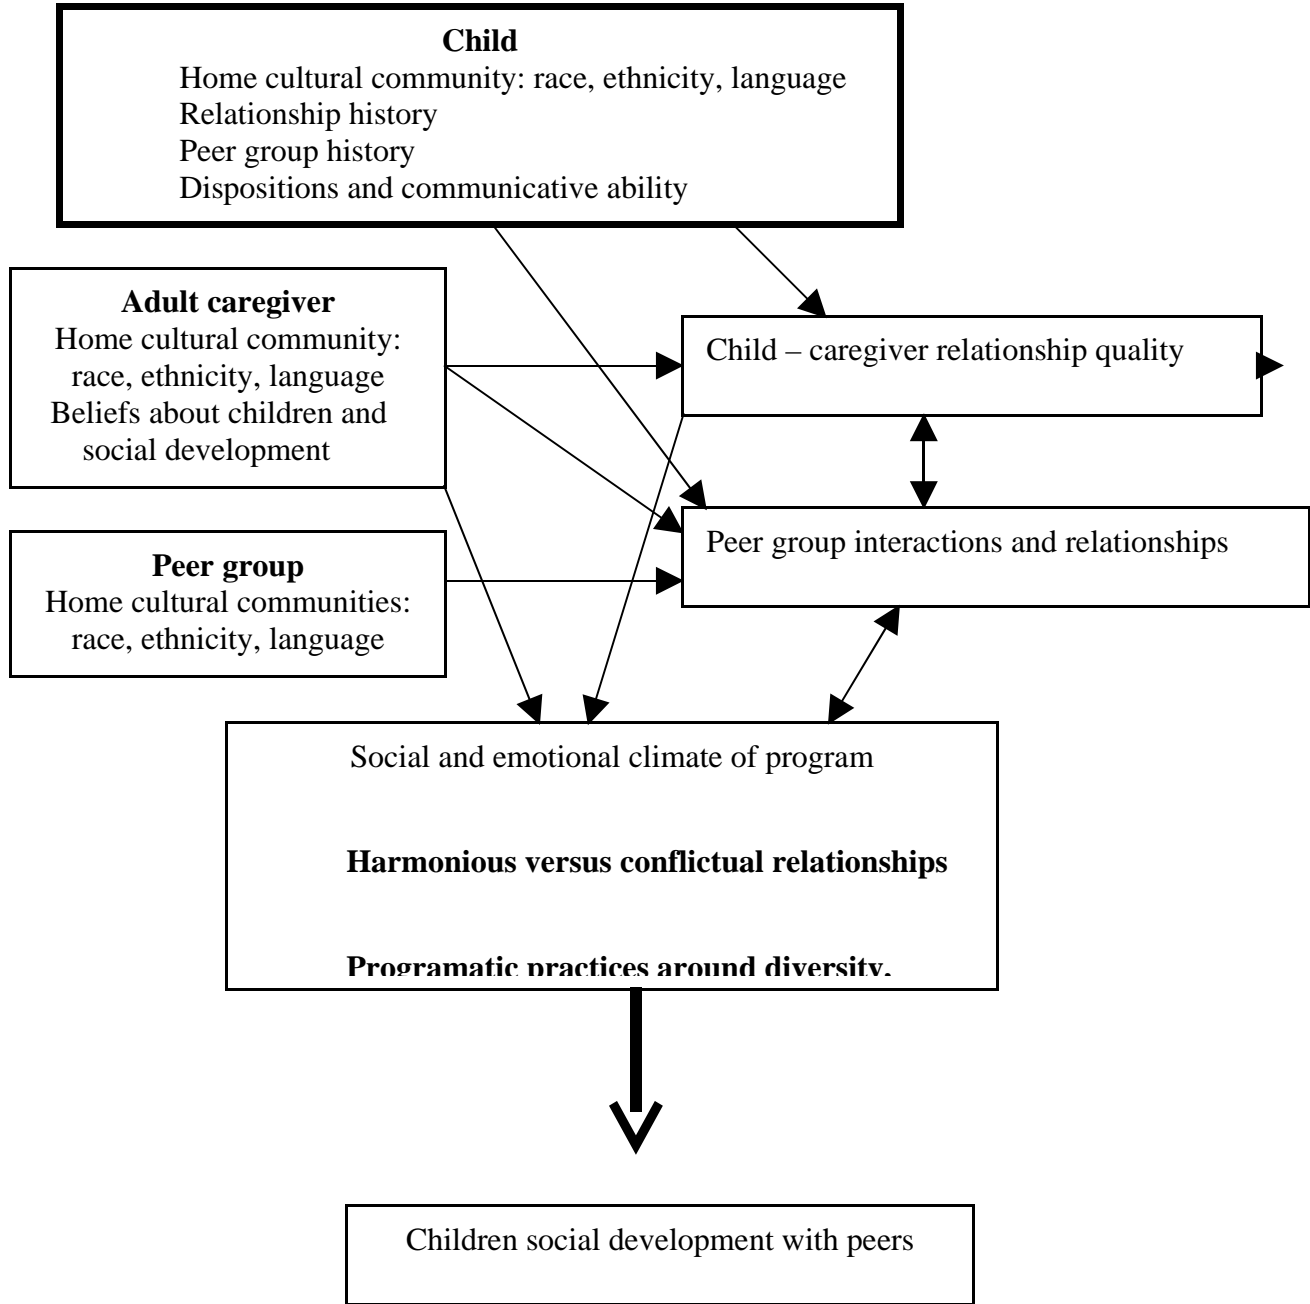 Child
Home cultural community: race, ethnicity, language
Relationship history
Peer group history
Dispositions and communicative ability
Adult caregiver
Home cultural community:
race, ethnicity, language
Beliefs about children and
social development
Child – caregiver relationship quality
Peer group interactions and relationships
Peer group
Home cultural communities:
race, ethnicity, language
Social and emotional climate of program
Harmonious versus conflictual relationships
Programatic practices around diversity,
Children social development with peers